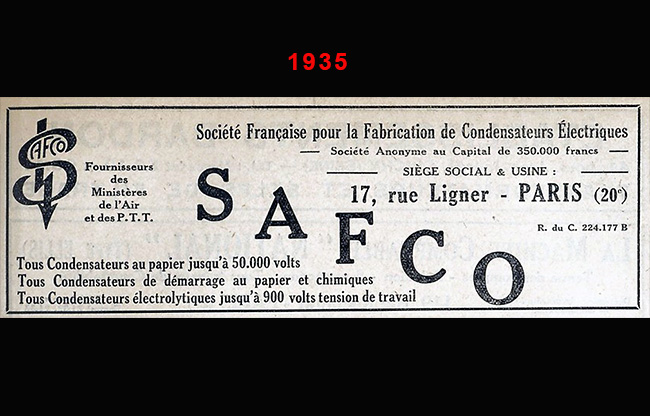 1935
SAFCO
Société Française pour la Fabrication de Condensateurs Électriques
Société Anonyme au Capital de 350.000 francs
Fournisseurs
des
Ministères
de l'Air
et des P.T.T.
SIÈGE SOCIAL & USINE :
17, rue Ligner - PARIS (20e)
R. du C. 224.177 B
SAFCO
Tous Condensateurs au papier jusqu'à 50.000 volts
Tous Condensateurs de démarrage au papier et chimiques
Tous Condensateurs électrolytiques jusqu'à 900 volts tension de travail